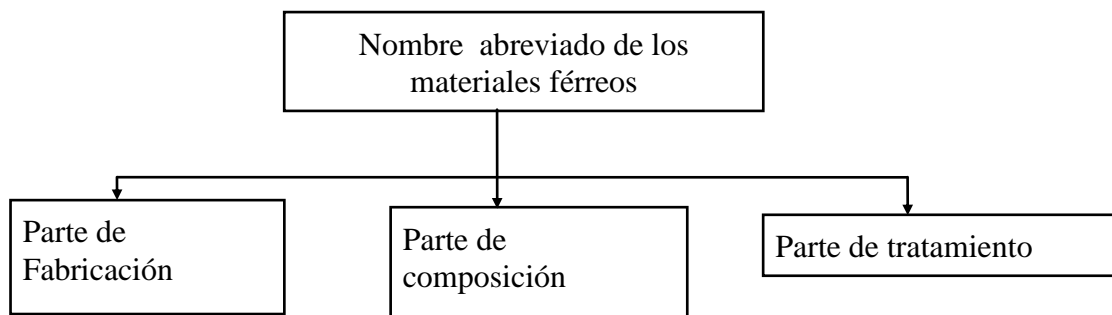 Nombre abreviado de los
materiales férreos
Parte de
Fabricación
Parte de
composición
Parte de tratamiento